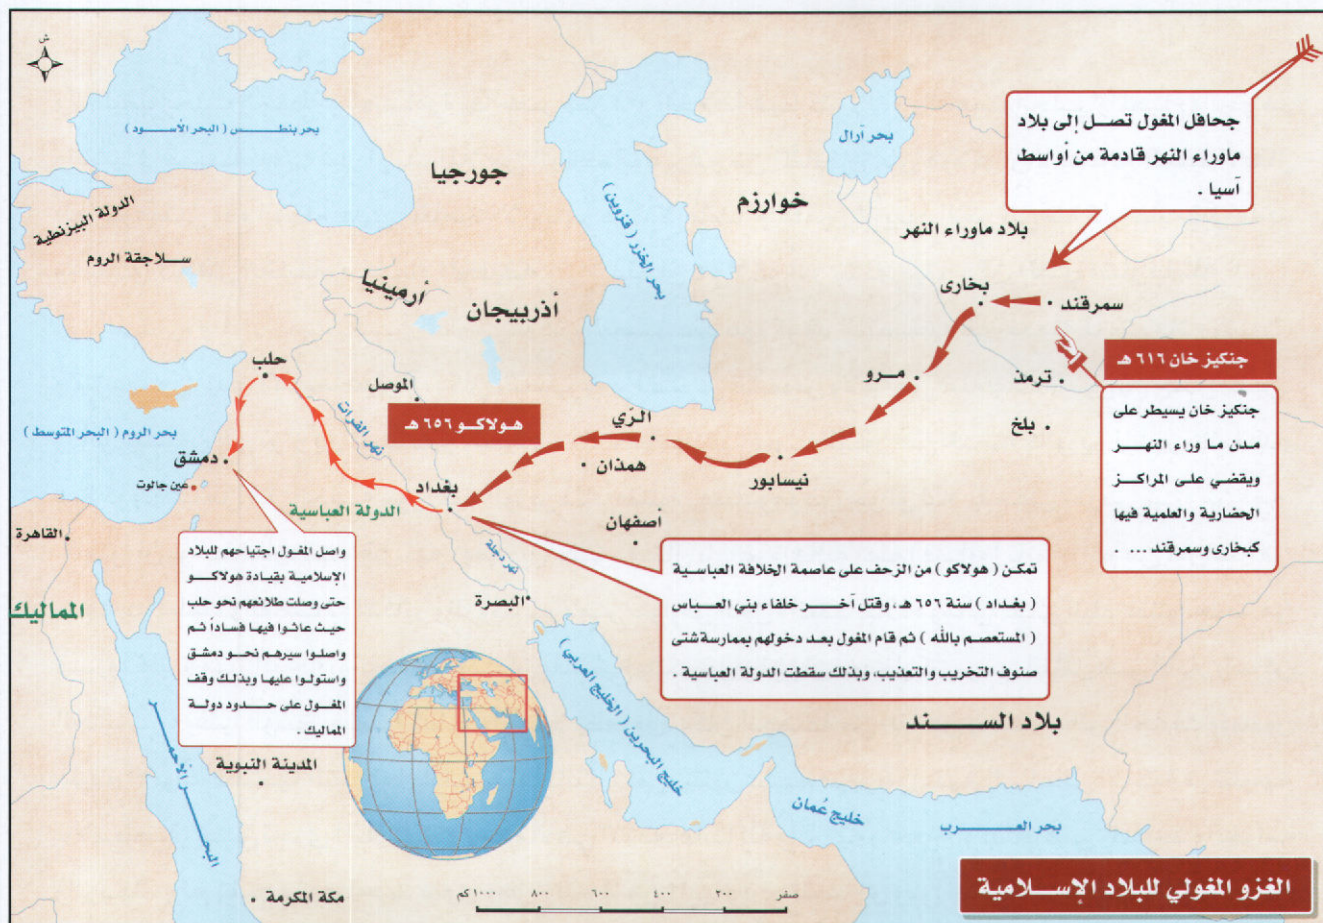 ش
جحافل المغول تصل إلى بلاد
ماوراء النهر قادمة من أواسط
آسيا .
بحر بنطس ( البحر الأسود )
بحر آرال
جورجيا
خوارزم
بحر الخزر ( قزوين )
الدولة البيزنطية
سلاجقة الروم
بلاد ماوراء النهر
أرمينيا
أذربيجان
بخارى
سمرقند
جنكيز خان ٦١٦ هـ
جنكيز خان يسيطر على
مدن ما وراء النهر
ويقضي على المراكز
الحضارية والعلمية فيها
كبخارى وسمرقند ... .
ترمذ
بلخ
مرو
نيسابور
الري
همذان
أصفهان
حلب
الموصل
هولاكو ٦٥٦ هـ
نهر الفرات
بحر الروم ( البحر المتوسط )
دمشق
عين جالوت
بغداد
الدولة العباسية
نهر دجلة
القاهرة
المماليك
البصرة
واصل المغول اجتياحهم للبلاد
الإسلامية بقيادة هولاكو
حتى وصلت طلائعهم نحو حلب
حيث عاثوا فيها فساداً ثم
واصلوا سيرهم نحو دمشق
واستولوا عليها وبذلك وقف
المغول على حدود دولة
المماليك .
تمكن ( هولاكو ) من الزحف على عاصمة الخلافة العباسية
( بغداد ) سنة ٦٥٦ هـ، وقتل آخر خلفاء بني العباس
( المستعصم بالله ) ثم قام المغول بعد دخولهم بممارسة شتى
صنوف التخريب والتعذيب، وبذلك سقطت الدولة العباسية .
بلاد السند
خليج البحرين ( الخليج العربي )
المدينة النبوية
البحر الأحمر
خليج عُمان
بحر العرب
مكة المكرمة
صفر ٢٠٠ ٤٠٠ ٦٠٠ ٨٠٠ ١٠٠٠ كم
الغزو المغولي للبلاد الإسلامية